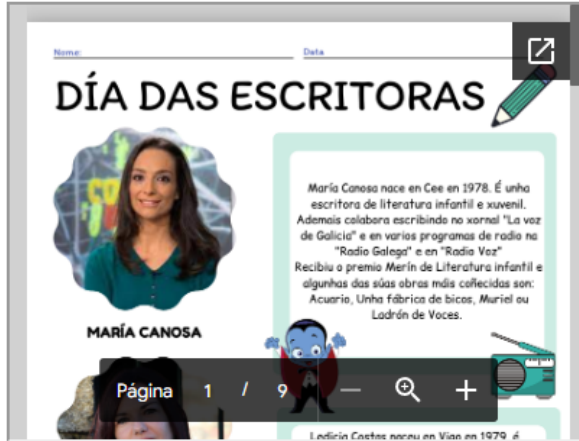 Nome:
Data
DÍA DAS ESCRITORAS
María Canosa nace en Cee en 1978. É unha
escritora de literatura infantil e xuvenil.
Ademais colabora escribindo no xornal "La voz
de Galicia" e en varios programas de radio na
"Radio Galega" e en "Radio Voz"
Recibiu o premio Merín de Literatura infantil e
algunhas das súas obras máis coñecidas son:
Acuario, Unha fábrica de bicos, Muriel ou
Ladrón de Voces.
MARÍA CANOSA
Página 1 / 9
Ledicia Costas naceu en Vigo en 1979, é